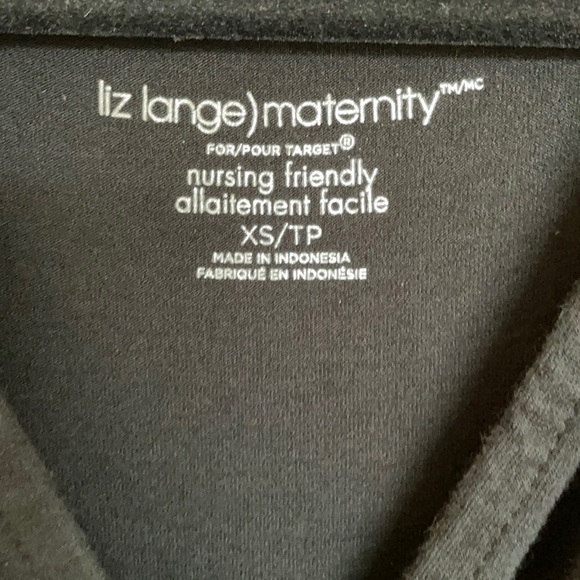 liz lange)maternity™/MC
FOR/POUR TARGET®
nursing friendly
allaitement facile
XS/TP
MADE IN INDONESIA
FABRIQUÉ EN INDONÉSIE